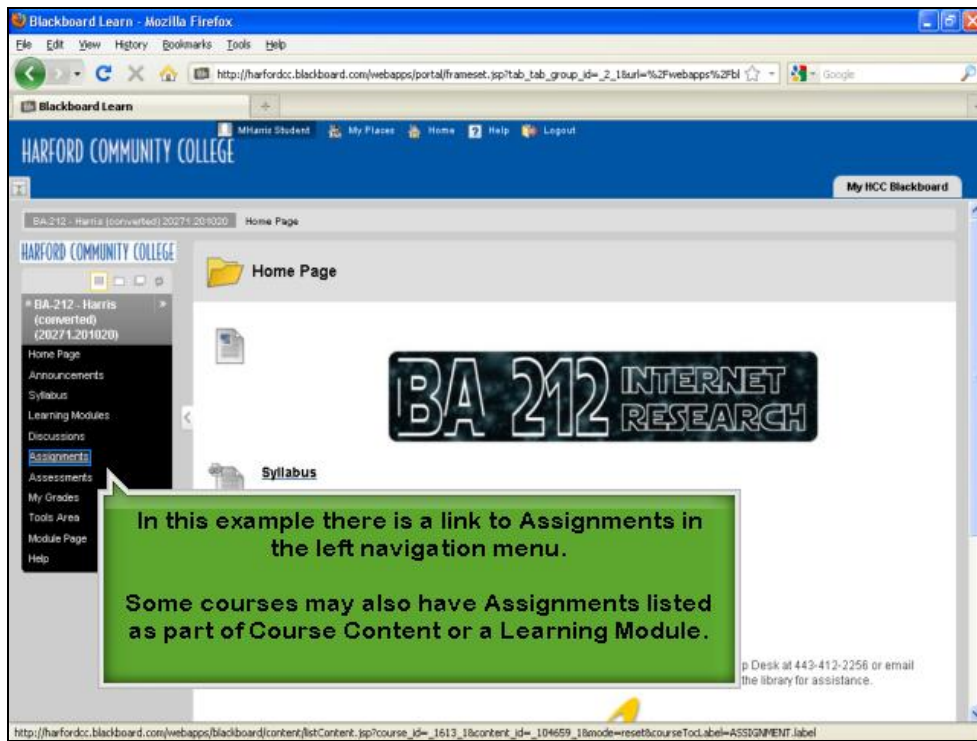 Blackboard Learn - Mozilla Firefox
File Edit View History Bookmarks Tools Help
http://harfordcc.blackboard.com/webapps/portal/frameset.jsp?tab_tab_group_id=_2_1&url=%2Fwebapps%2Fbl
Google
Blackboard Learn
MHarris Student My Places Home Help Logout
HARFORD COMMUNITY COLLEGE
My HCC Blackboard
BA-212 - Harris (converted) 20271.201020 Home Page
HARFORD COMMUNITY COLLEGE
Home Page
BA-212 - Harris
(converted)
(20271.201020)
Home Page
Announcements
Syllabus
Learning Modules
Discussions
Assignments
Assessments
My Grades
Tools Area
Module Page
Help
BA 212 INTERNET
RESEARCH
Syllabus
In this example there is a link to Assignments in
the left navigation menu.
Some courses may also have Assignments listed
as part of Course Content or a Learning Module.
p Desk at 443-412-2256 or email
the library for assistance.
http://harfordcc.blackboard.com/webapps/blackboard/content/listContent.jsp?course_id=_1613_1&content_id=_104659_1&mode=reset&courseTocLabel=ASSIGNMENT.label